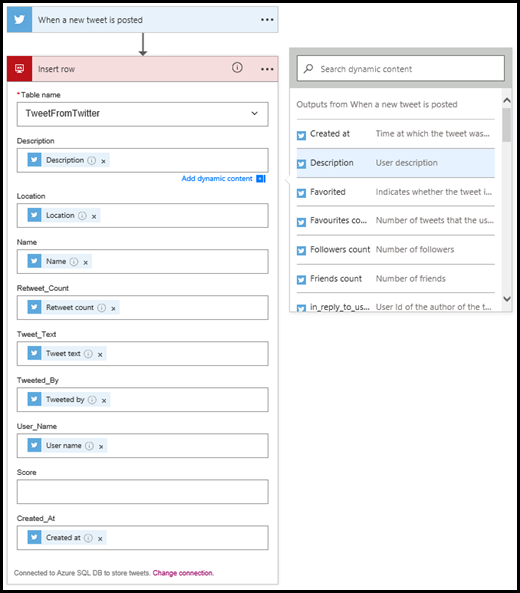 When a new tweet is posted
Insert row
* Table name
TweetFromTwitter
Description
Description
Add dynamic content
Location
Location
Name
Name
Retweet_Count
Retweet count
Tweet_Text
Tweet text
Tweeted_By
Tweeted by
User_Name
User name
Score
Created_At
Created at
Connected to Azure SQL DB to store tweets. Change connection.
Search dynamic content
Outputs from When a new tweet is posted
Created at Time at which the tweet was...
Description User description
Favorited Indicates whether the tweet i...
Favourites co... Number of tweets that the us...
Followers count Number of followers
Friends count Number of friends
in_reply_to_us... User Id of the author of the t...